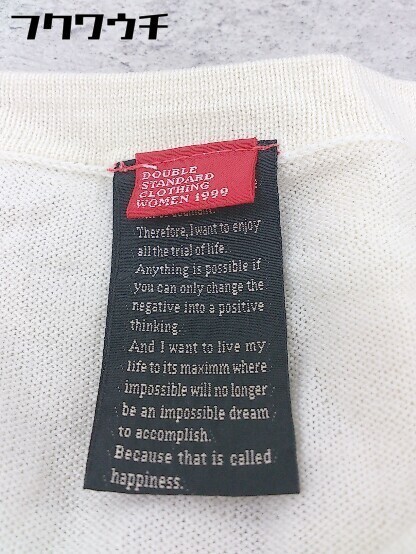 フクワウチ
DOUBLE
STANDARD
CLOTHING
WOMEN 1999
Therefore, I want to enjoy
all the trial of life.
Anything is possible if
you can only change the
negative into a positive
thinking.
And I want to live my
life to its maximm where
impossible will no longer
be an impossible dream
to accomplish.
Because that is called
happiness.